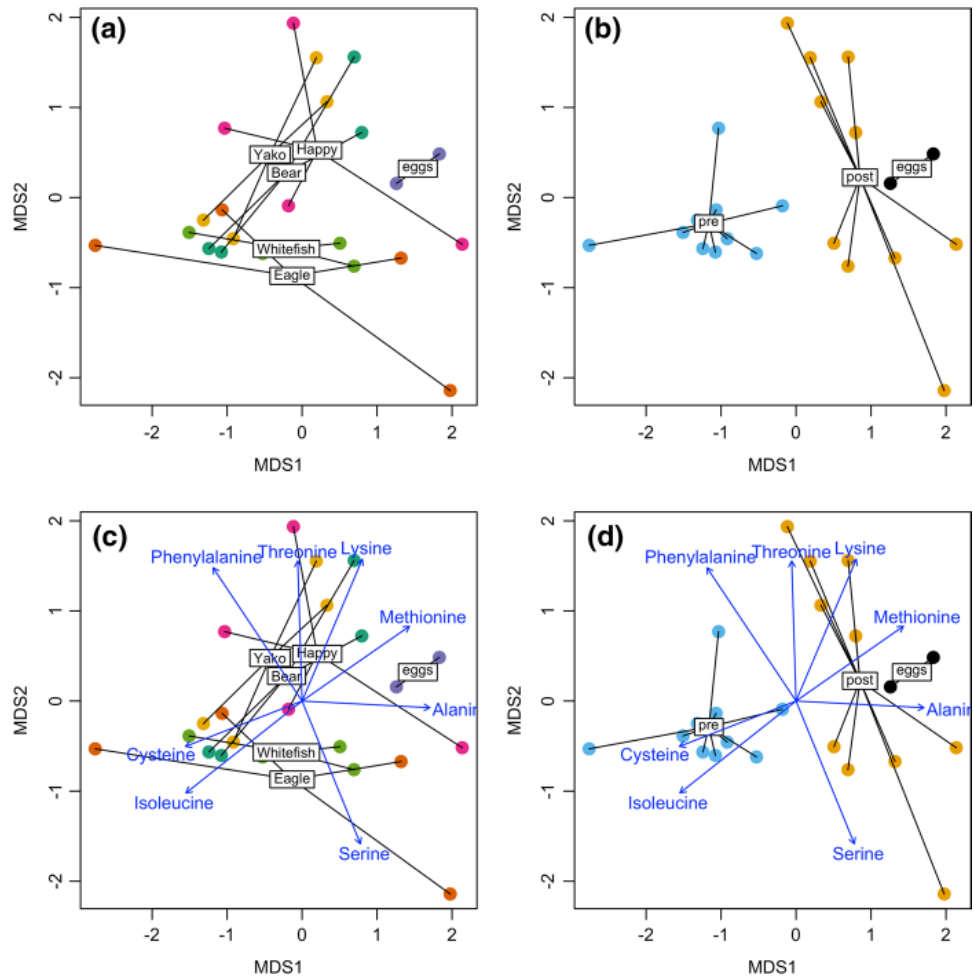 (a)
(b)
2
1
0
-1
-2
MDS2
Yako
Happy
Bear
eggs
Whitefish
Eagle
-2 -1 0 1 2
MDS1
2
1
0
-1
-2
MDS2
pre
post
eggs
-2 -1 0 1 2
MDS1
(c)
(d)
2
1
0
-1
-2
MDS2
Phenylalanine
Threonine
Lysine
Methionine
Yako
Happy
Bear
eggs
Alanin
Cysteine
Whitefish
Eagle
Isoleucine
Serine
-2 -1 0 1 2
MDS1
2
1
0
-1
-2
MDS2
Phenylalanine
Threonine
Lysine
Methionine
eggs
post
Alanin
pre
Cysteine
Isoleucine
Serine
-2 -1 0 1 2
MDS1